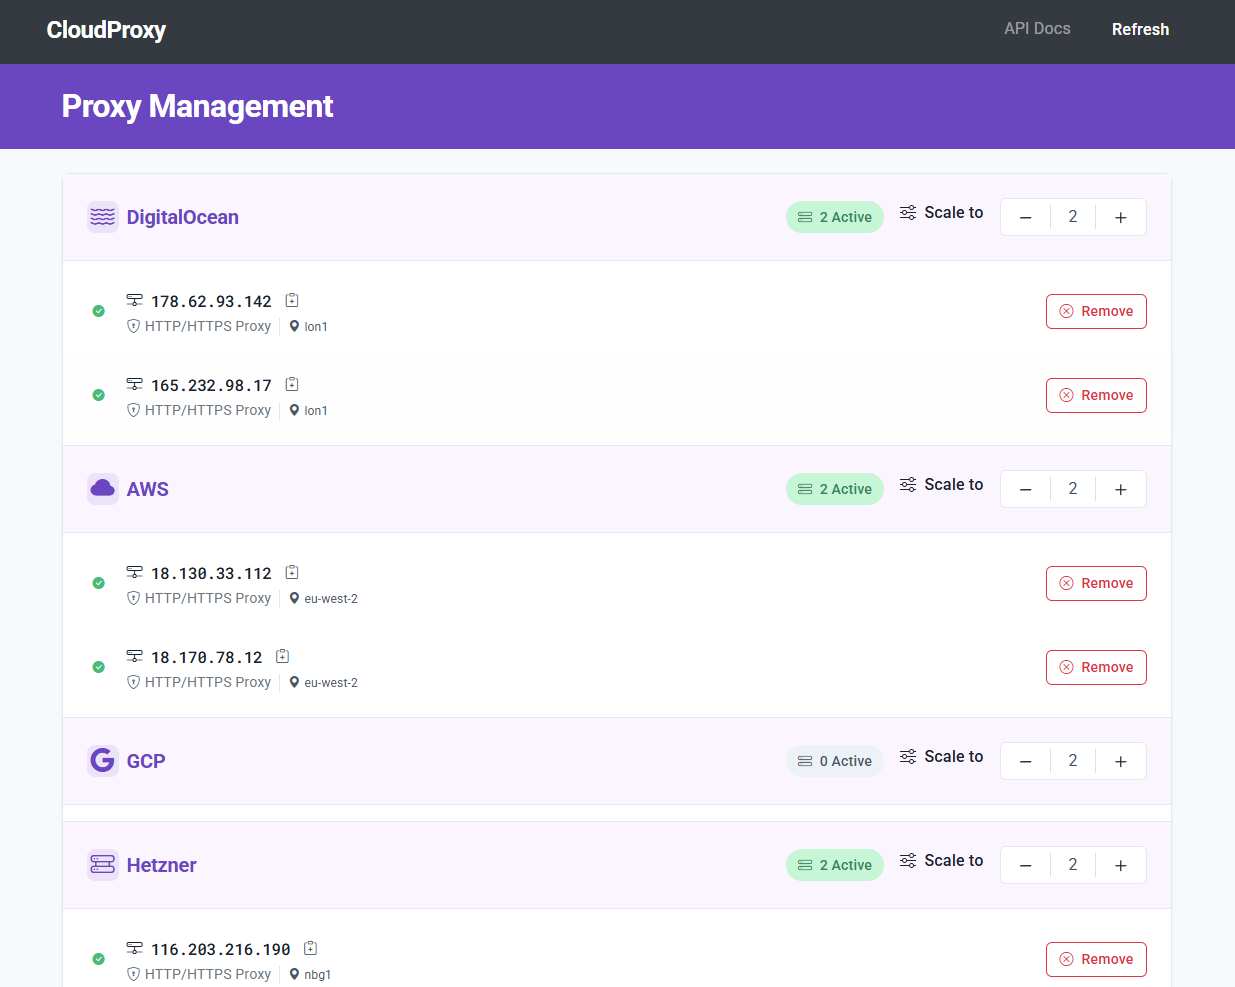 CloudProxy
API Docs
Refresh
Proxy Management
DigitalOcean
2 Active
Scale to
− 2 +
178.62.93.142
HTTP/HTTPS Proxy
lon1
Remove
165.232.98.17
HTTP/HTTPS Proxy
lon1
Remove
AWS
2 Active
Scale to
− 2 +
18.130.33.112
HTTP/HTTPS Proxy
eu-west-2
Remove
18.170.78.12
HTTP/HTTPS Proxy
eu-west-2
Remove
GCP
0 Active
Scale to
− 2 +
Hetzner
2 Active
Scale to
− 2 +
116.203.216.190
HTTP/HTTPS Proxy
nbg1
Remove